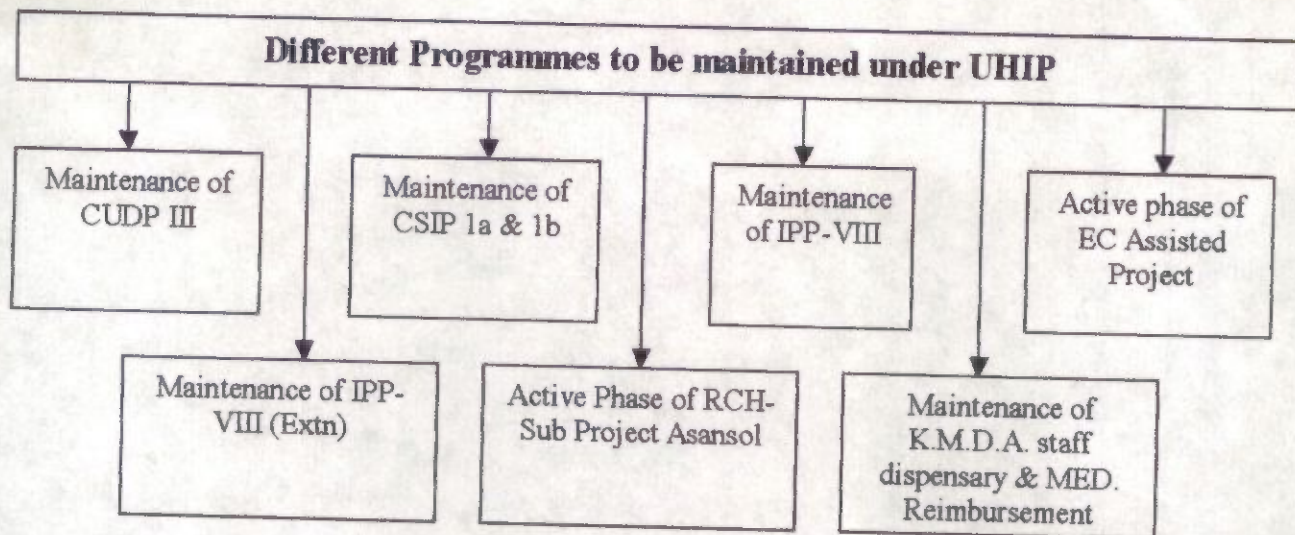 Different Programmes to be maintained under UHIP
Maintenance of
CUDP III
Maintenance of
CSIP 1a & 1b
Maintenance
of IPP-VIII
Active phase of
EC Assisted
Project
Maintenance of IPP-
VIII (Extn)
Active Phase of RCH-
Sub Project Asansol
Maintenance of
K.M.D.A. staff
dispensary & MED.
Reimbursement